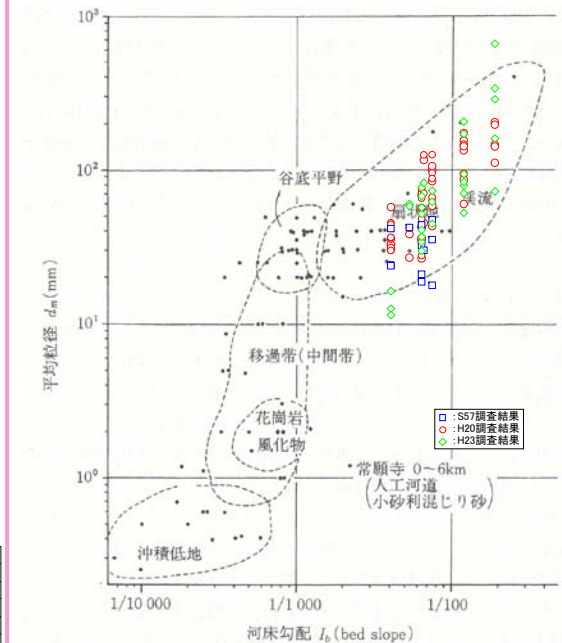 10³
10²
10¹
10⁰
平均粒径 dm(mm)
谷底平野
扇状地
渓流
移過帯(中間帯)
花崗岩
風化物
□ :S57調査結果
○ :H20調査結果
◇ :H23調査結果
常願寺 0〜6km
(人工河道
小砂利混じり砂)
沖積低地
1/10 000
1/1 000
1/100
河床勾配 Ib(bed slope)